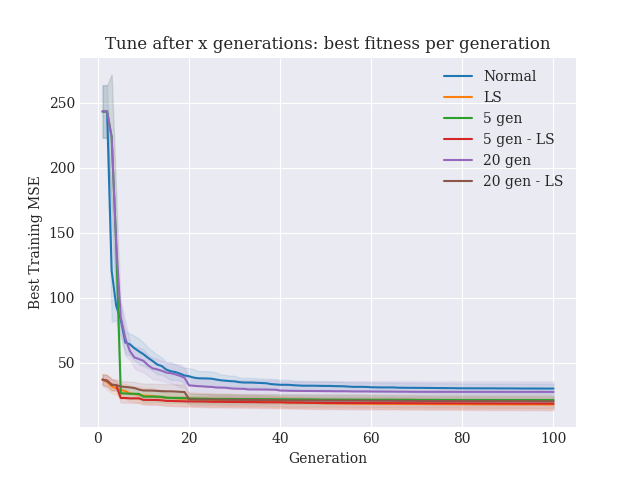 Tune after x generations: best fitness per generation
Best Training MSE
250
200
150
100
50
Normal
LS
5 gen
5 gen - LS
20 gen
20 gen - LS
0
20
40
60
80
100
Generation